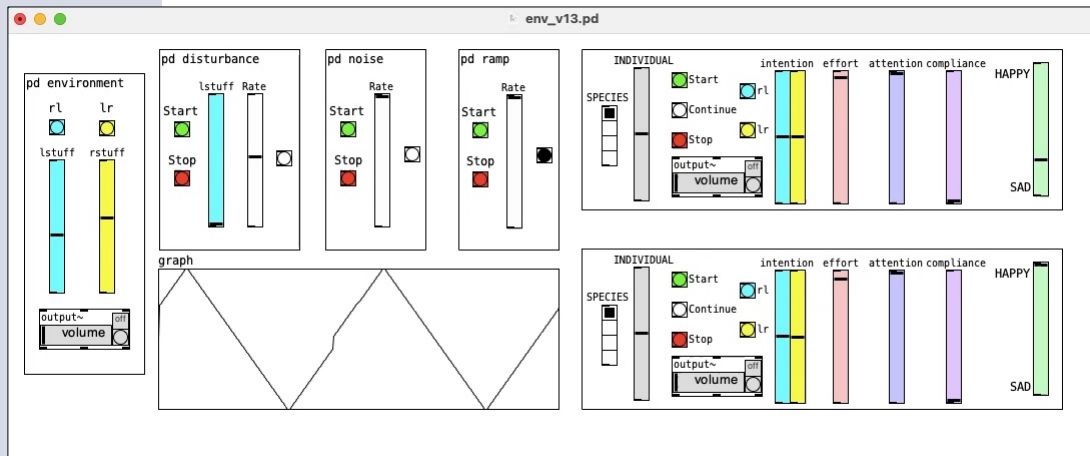 env_v13.pd
pd environment
rl lr
lstuff rstuff
output~
off
volume
pd disturbance
lstuff Rate
Start
Stop
pd noise
Rate
Start
Stop
pd ramp
Rate
Start
Stop
graph
INDIVIDUAL
SPECIES
Start
Continue
Stop
rl
lr
output~
off
volume
intention effort attention compliance
HAPPY
SAD
INDIVIDUAL
SPECIES
Start
Continue
Stop
rl
lr
output~
off
volume
intention effort attention compliance
HAPPY
SAD